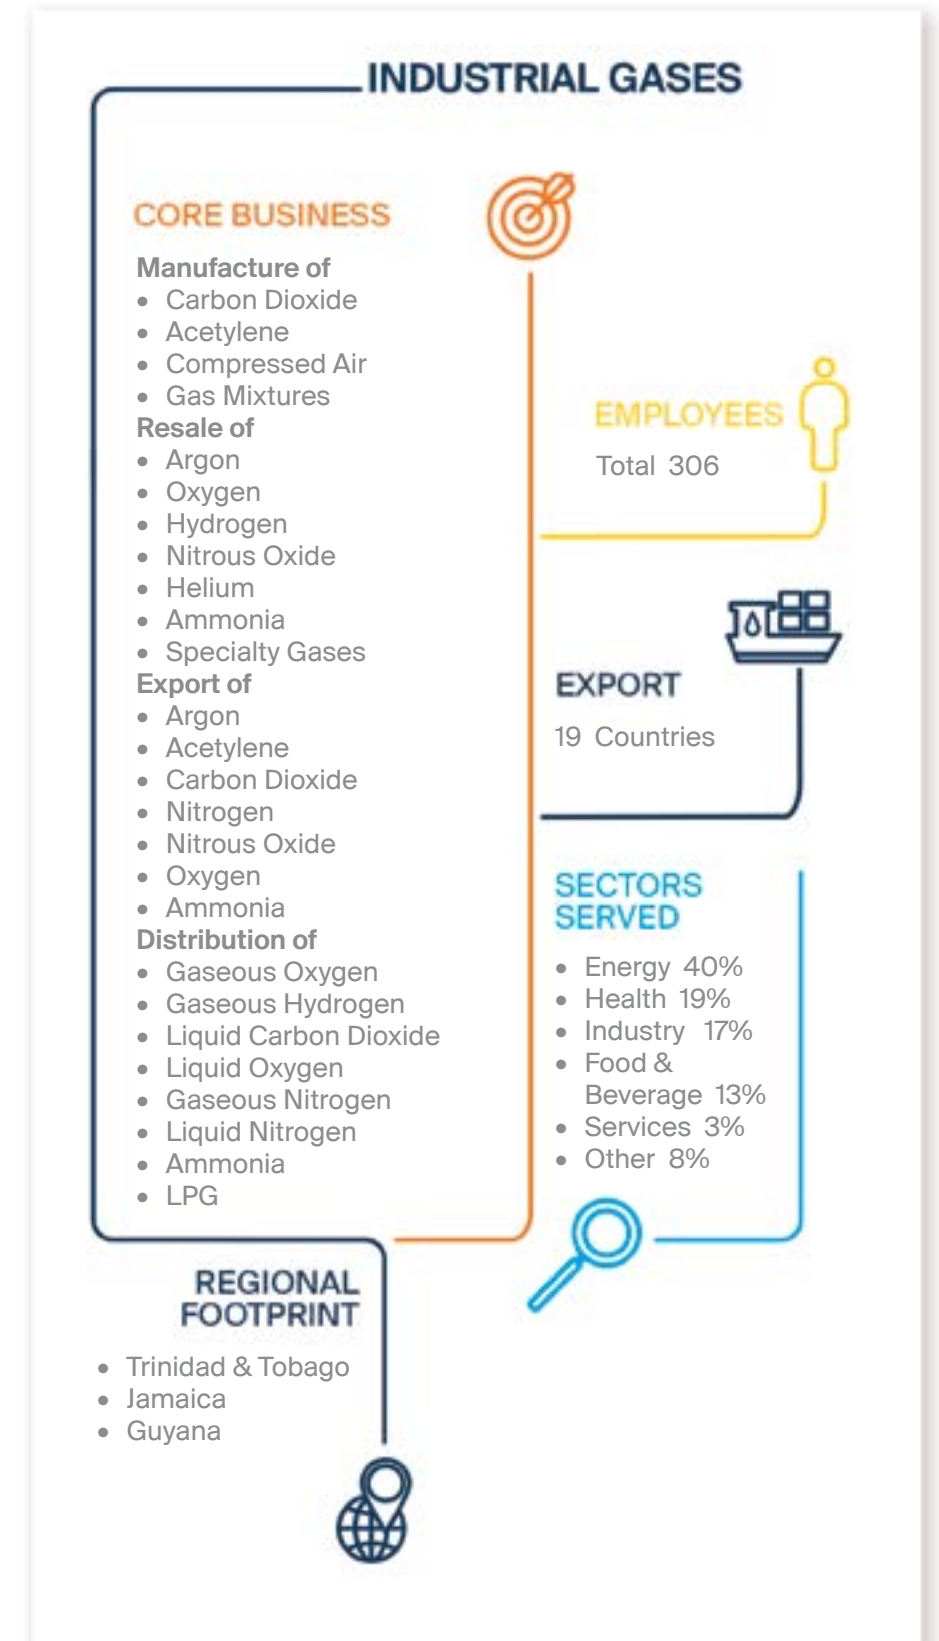 INDUSTRIAL GASES
CORE BUSINESS
Manufacture of
• Carbon Dioxide
• Acetylene
• Compressed Air
• Gas Mixtures
Resale of
• Argon
• Oxygen
• Hydrogen
• Nitrous Oxide
• Helium
• Ammonia
• Specialty Gases
Export of
• Argon
• Acetylene
• Carbon Dioxide
• Nitrogen
• Nitrous Oxide
• Oxygen
• Ammonia
Distribution of
• Gaseous Oxygen
• Gaseous Hydrogen
• Liquid Carbon Dioxide
• Liquid Oxygen
• Gaseous Nitrogen
• Liquid Nitrogen
• Ammonia
• LPG
EMPLOYEES
Total 306
EXPORT
19 Countries
SECTORS
SERVED
• Energy 40%
• Health 19%
• Industry 17%
• Food &
Beverage 13%
• Services 3%
• Other 8%
REGIONAL
FOOTPRINT
• Trinidad & Tobago
• Jamaica
• Guyana